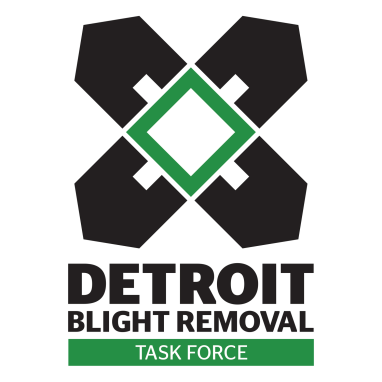 DETROIT
BLIGHT REMOVAL
TASK FORCE